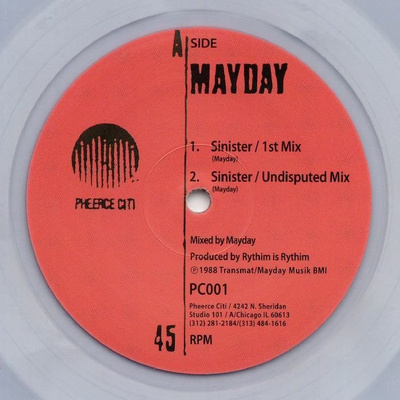 A SIDE
MAYDAY
1. Sinister / 1st Mix
(Mayday)
2. Sinister / Undisputed Mix
(Mayday)
PHEERCE CITI
Mixed by Mayday
Produced by Rythim is Rythim
℗ 1988 Transmat/Mayday Musik BMI
PC001
Pheerce Citi / 4242 N. Sheridan
Studio 101 / A/Chicago Il 60613
(312) 281-2184/(313) 484-1616
45 RPM